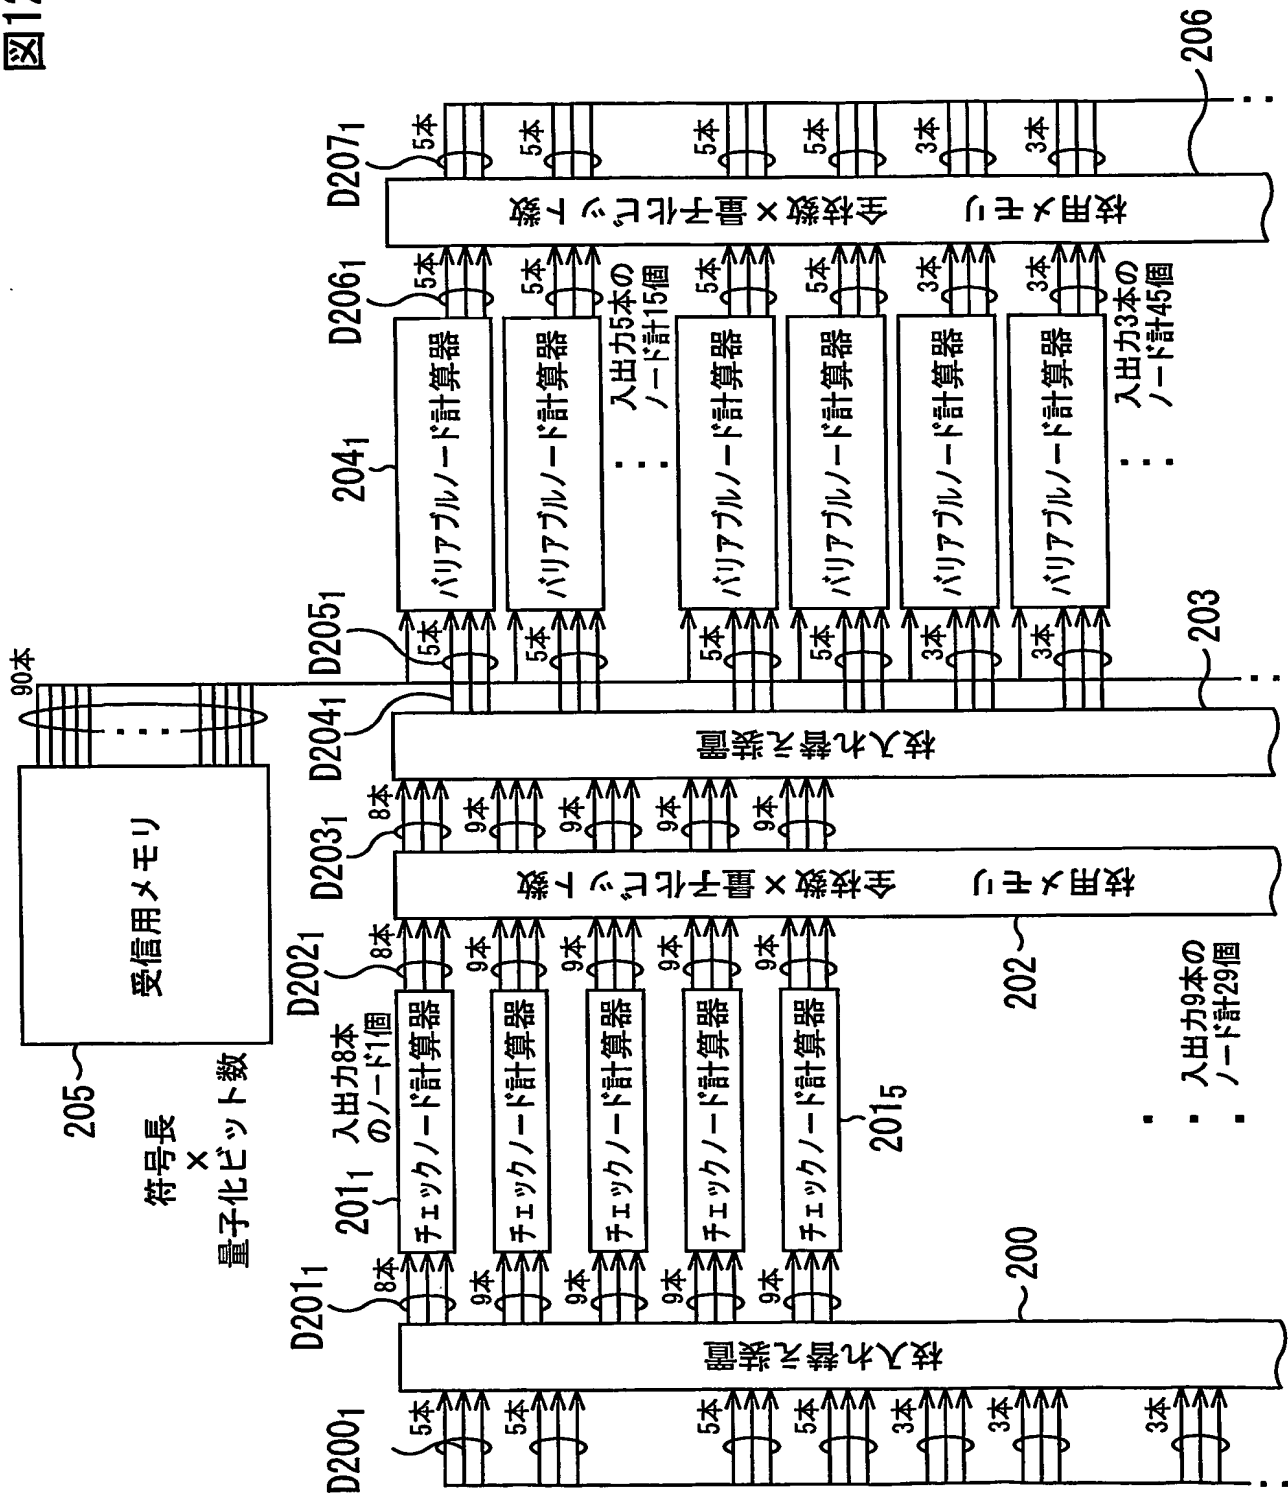 図12
90本
受信用メモリ
205
符号長
×
量子化ビット数
D200₁
5本
5本
5本
5本
3本
3本
3本
200
枝入れ替え装置
D201₁
8本
9本
9本
9本
9本
201₁
入出力8本
のノード1個
チェックノード計算器
チェックノード計算器
チェックノード計算器
チェックノード計算器
チェックノード計算器
201₅
入出力9本の
ノード計29個
D202₁
8本
9本
9本
9本
9本
202
枝用メモリ 全枝数×量子化ビット数
D203₁
8本
9本
9本
9本
9本
203
枝入れ替え装置
D204₁
D205₁
5本
5本
5本
5本
3本
3本
204₁
バリアブルノード計算器
バリアブルノード計算器
入出力5本の
ノード計15個
バリアブルノード計算器
バリアブルノード計算器
バリアブルノード計算器
バリアブルノード計算器
入出力3本の
ノード計45個
D206₁
5本
5本
5本
5本
3本
3本
206
枝用メモリ 全枝数×量子化ビット数
D207₁
5本
5本
5本
5本
3本
3本